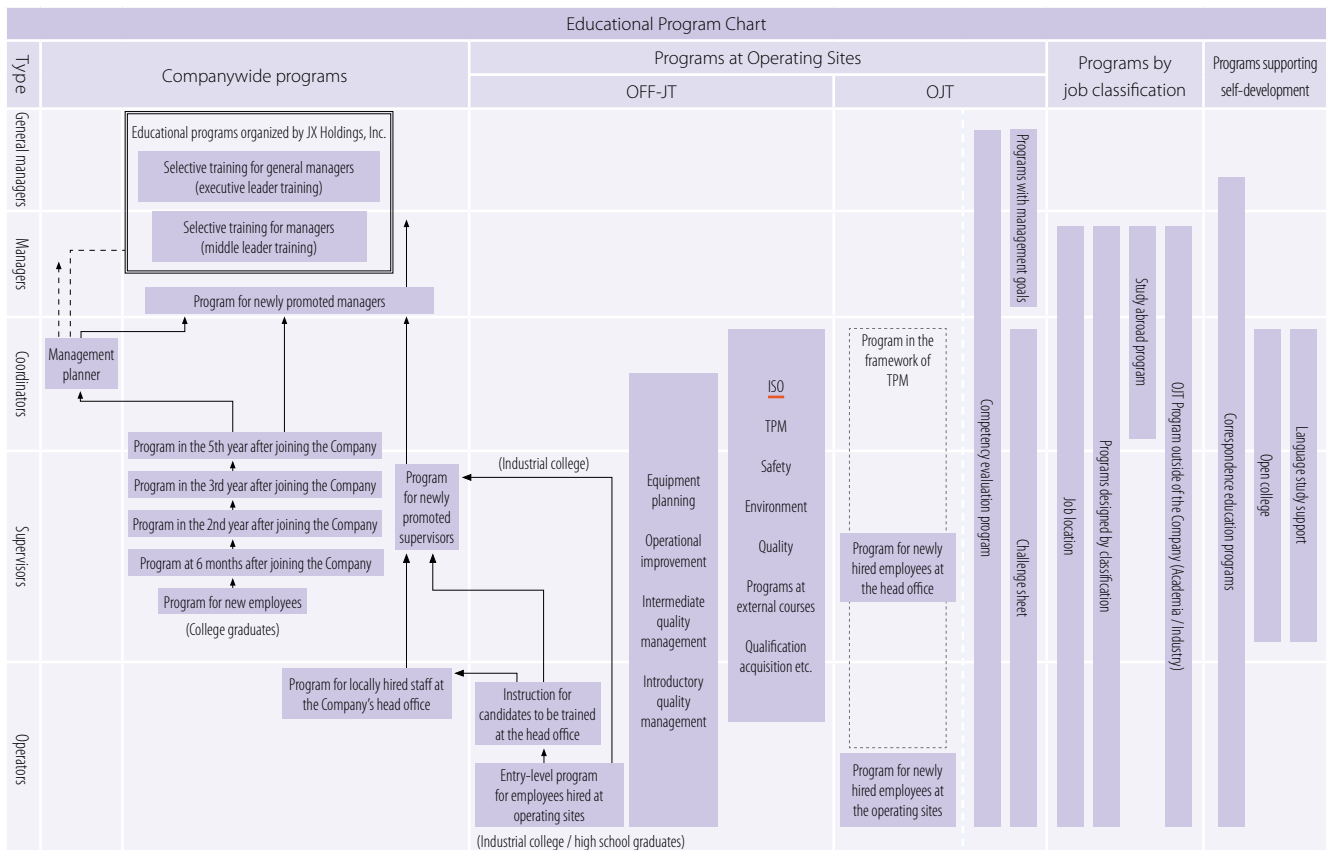 Educational Program Chart
Type
Companywide programs
Programs at Operating Sites
OFF-JT
OJT
Programs by
job classification
Programs supporting
self-development
General managers
Managers
Coordinators
Supervisors
Operators
Educational programs organized by JX Holdings, Inc.
Selective training for general managers
(executive leader training)
Selective training for managers
(middle leader training)
Program for newly promoted managers
Management
planner
Program in the 5th year after joining the Company
Program in the 3rd year after joining the Company
Program in the 2nd year after joining the Company
Program at 6 months after joining the Company
Program for new employees
(College graduates)
Program
for newly
promoted
supervisors
Program for locally hired staff at
the Company's head office
(Industrial college)
Instruction for
candidates to be trained
at the head office
Entry-level program
for employees hired at
operating sites
(Industrial college / high school graduates)
Equipment
planning
Operational
improvement
Intermediate
quality
management
Introductory
quality
management
ISO
TPM
Safety
Environment
Quality
Programs at
external courses
Qualification
acquisition etc.
Program in the
framework of
TPM
Program for newly
hired employees at
the head office
Program for newly
hired employees at
the operating sites
Competency evaluation program
Programs with management goals
Challenge sheet
Job location
Programs designed by classification
Study abroad program
OJT Program outside of the Company (Academia / Industry)
Correspondence education programs
Open college
Language study support